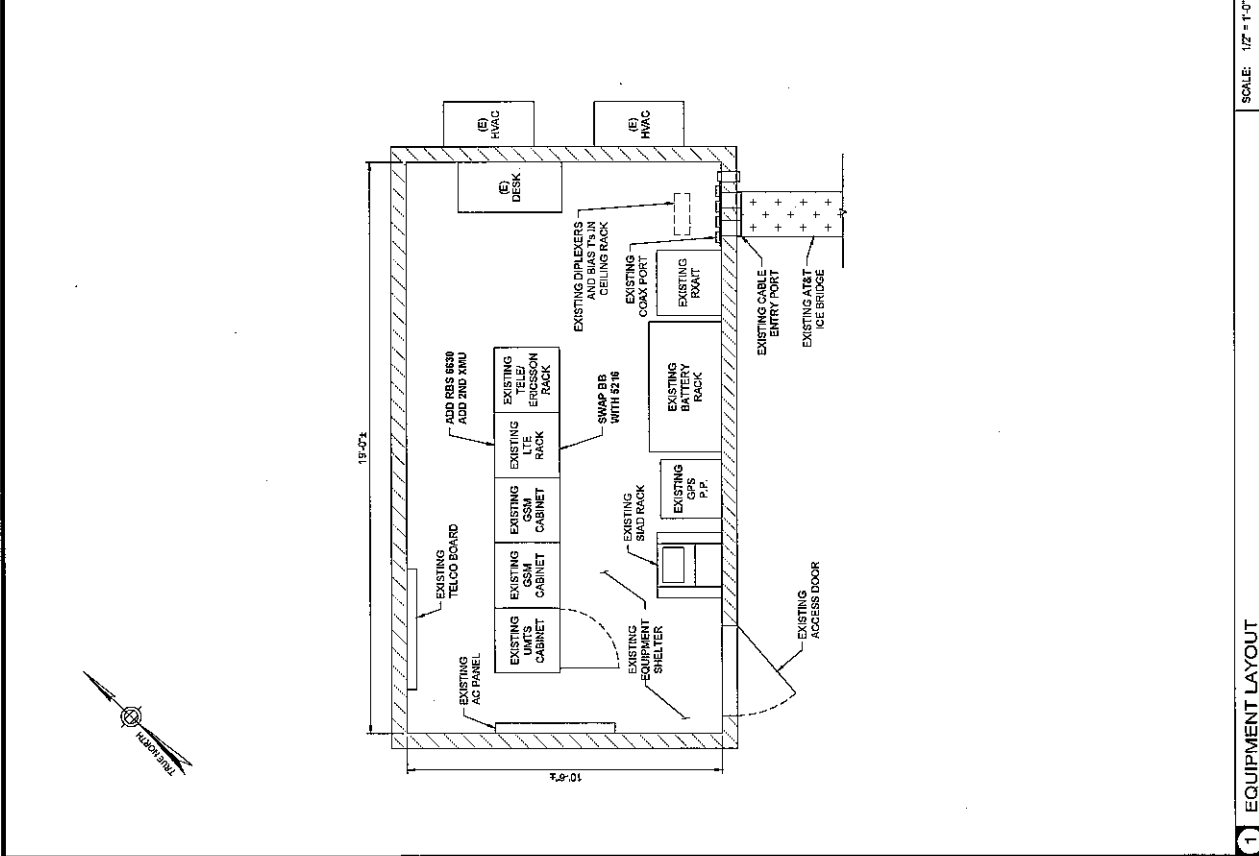 (E)
HVAC
(E)
HVAC
(E)
DESK
19'-0"±
ADD RBS 6630
ADD 2ND XMU
EXISTING DIPLEXERS
AND BIAS T's IN
CEILING RACK
EXISTING
COAX PORT
EXISTING
RXAIT
EXISTING CABLE
ENTRY PORT
EXISTING AT&T
ICE BRIDGE
EXISTING
TELE/
ERICSSON
RACK
EXISTING
LTE
RACK
EXISTING
GSM
CABINET
EXISTING
GSM
CABINET
EXISTING
UMTS
CABINET
SWAP BB
WITH 5216
EXISTING
BATTERY
RACK
EXISTING
GPS
P.P.
EXISTING
SIAD RACK
EXISTING
TELCO BOARD
EXISTING
AC PANEL
EXISTING
EQUIPMENT
SHELTER
EXISTING
ACCESS DOOR
10'-6"±
TRUE NORTH
1 EQUIPMENT LAYOUT
SCALE: 1/2" = 1'-0"